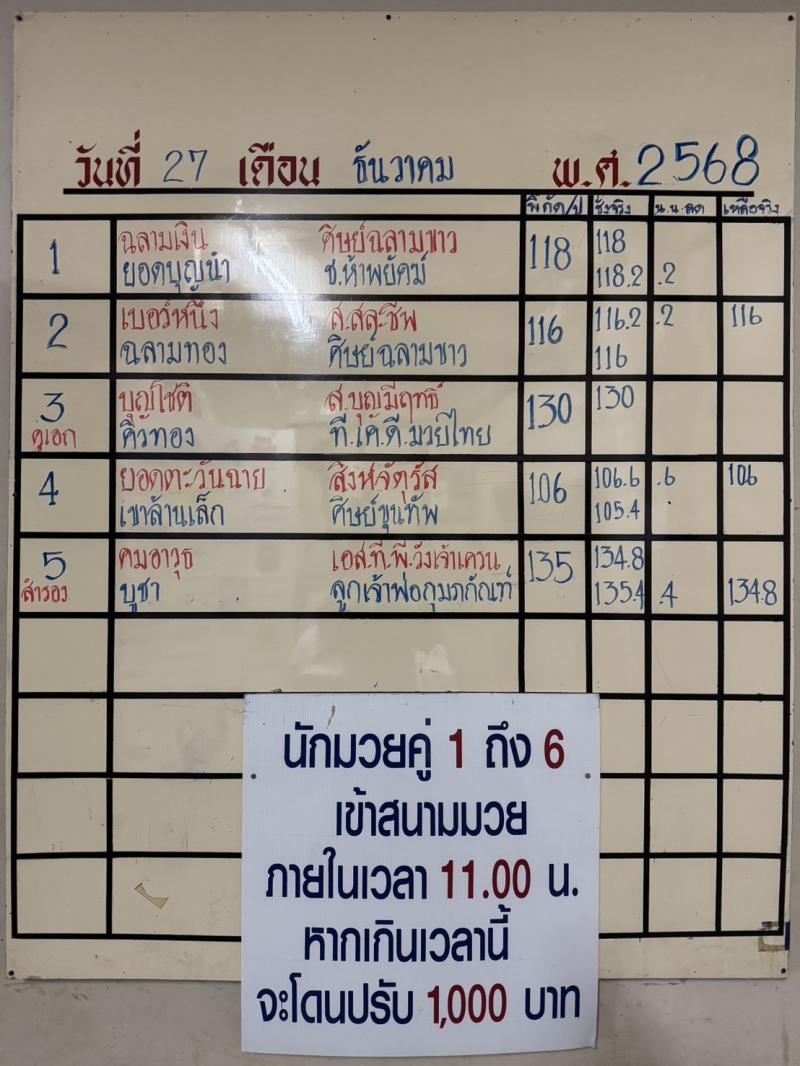 วันที่ 27 เดือน ธันวาคม พ.ศ. 2568
พิกัด/ป ชั่งจริง น.น.ลด เหลือจริง
1 ฉลามเงิน ศิษย์ฉลามขาว 118 118
ยอดบุญนำ ช.ห้าพยัคฆ์ 118.2 .2
2 เบอร์หนึ่ง ส.สละชีพ 116 116.2 .2 116
ฉลามทอง ศิษย์ฉลามขาว 116
3 บุญโชติ ส.บุญมีฤทธิ์ 130 130
คู่เอก คิวทอง ที.เค.ดี.มวยไทย
4 ยอดตะวันฉาย สิงห์จัตุรัส 106 106.6 .6 106
เขาล้านเล็ก ศิษย์ขุนทัพ 105.4
5 คมอาวุธ เอส.ที.พี.วังเจ้าเครน 135 134.8
สำรอง บูชา ลูกเจ้าพ่อกุมภกัณฑ์ 135.4 .4 134.8
นักมวยคู่ 1 ถึง 6
เข้าสนามมวย
ภายในเวลา 11.00 น.
หากเกินเวลานี้
จะโดนปรับ 1,000 บาท